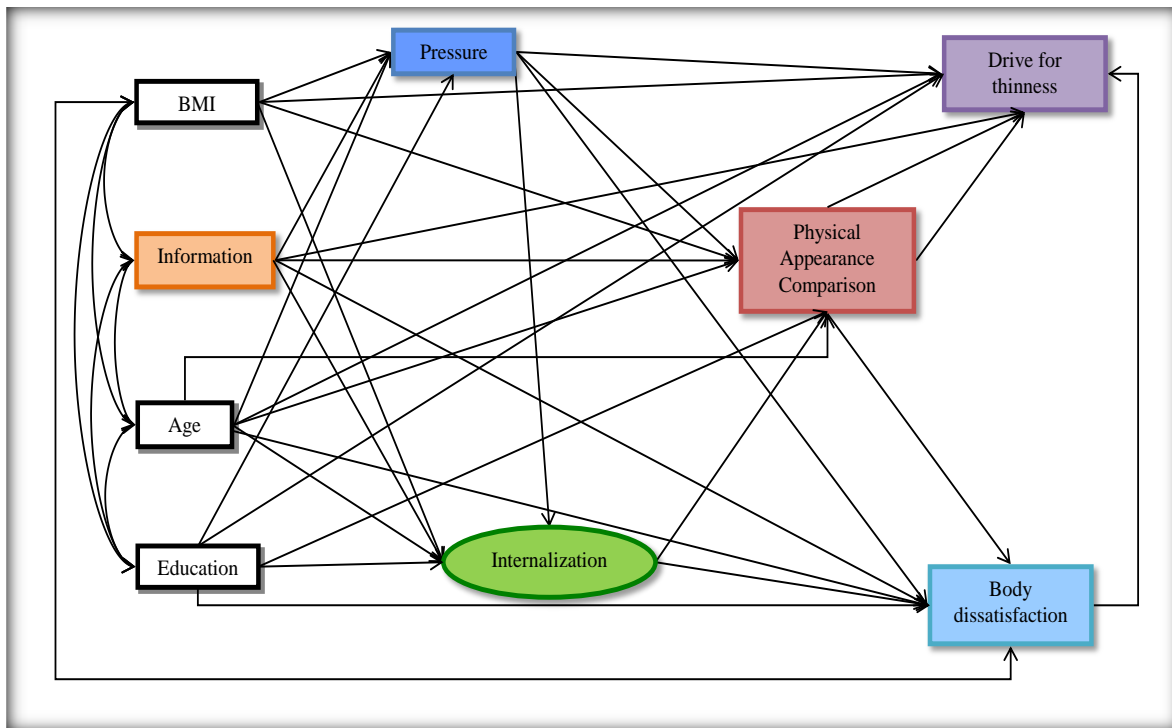 Pressure
Drive for
thinness
BMI
Physical
Appearance
Comparison
Information
Age
Internalization
Education
Body
dissatisfaction